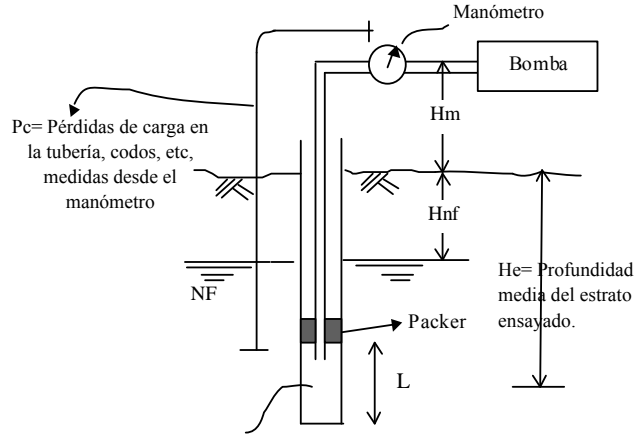 Manómetro
Bomba
Hm
Pc= Pérdidas de carga en
la tubería, codos, etc,
medidas desde el
manómetro
Hnf
He= Profundidad
media del estrato
ensayado.
NF
Packer
L